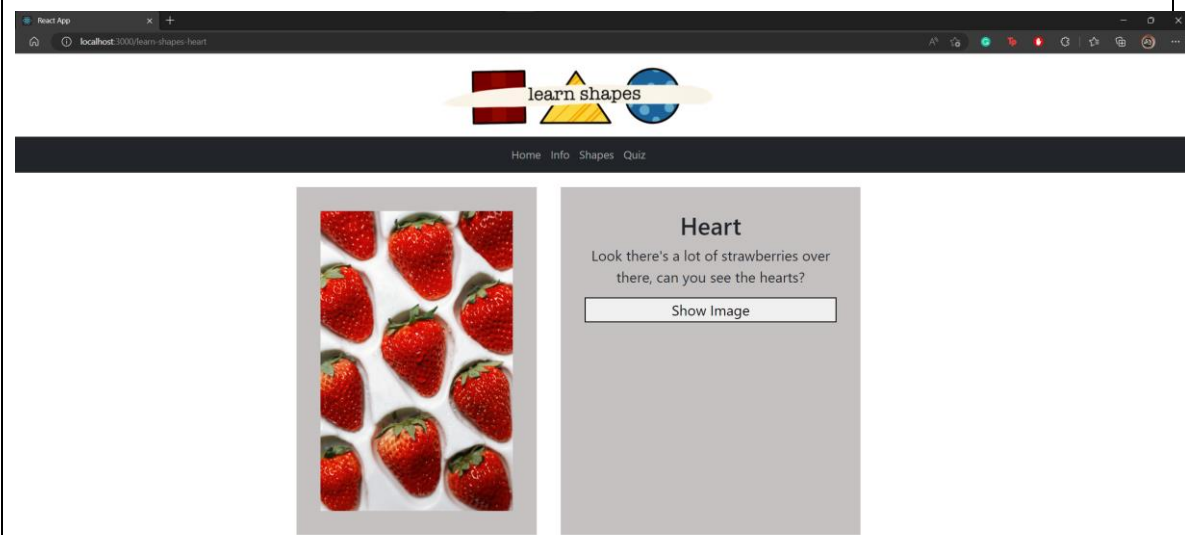 React App
localhost:3000/learn-shapes-heart
learn shapes
Home Info Shapes Quiz
Heart
Look there's a lot of strawberries over
there, can you see the hearts?
Show Image